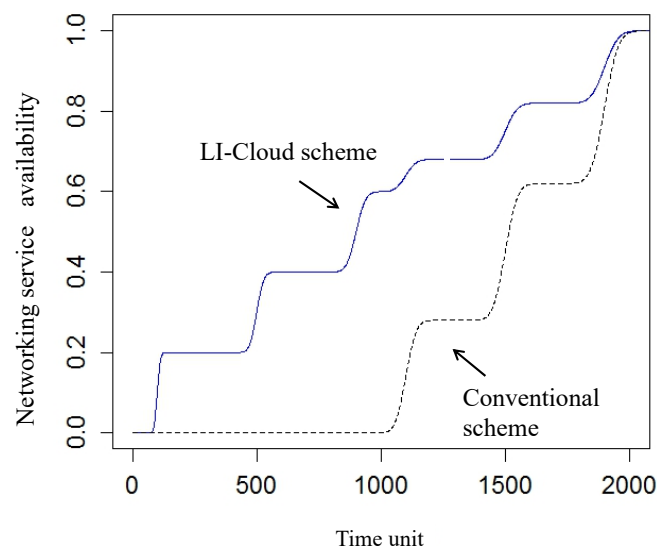 1.0
0.8
0.6
0.4
0.2
0.0
Networking service availability
LI-Cloud scheme
Conventional
scheme
0 500 1000 1500 2000
Time unit